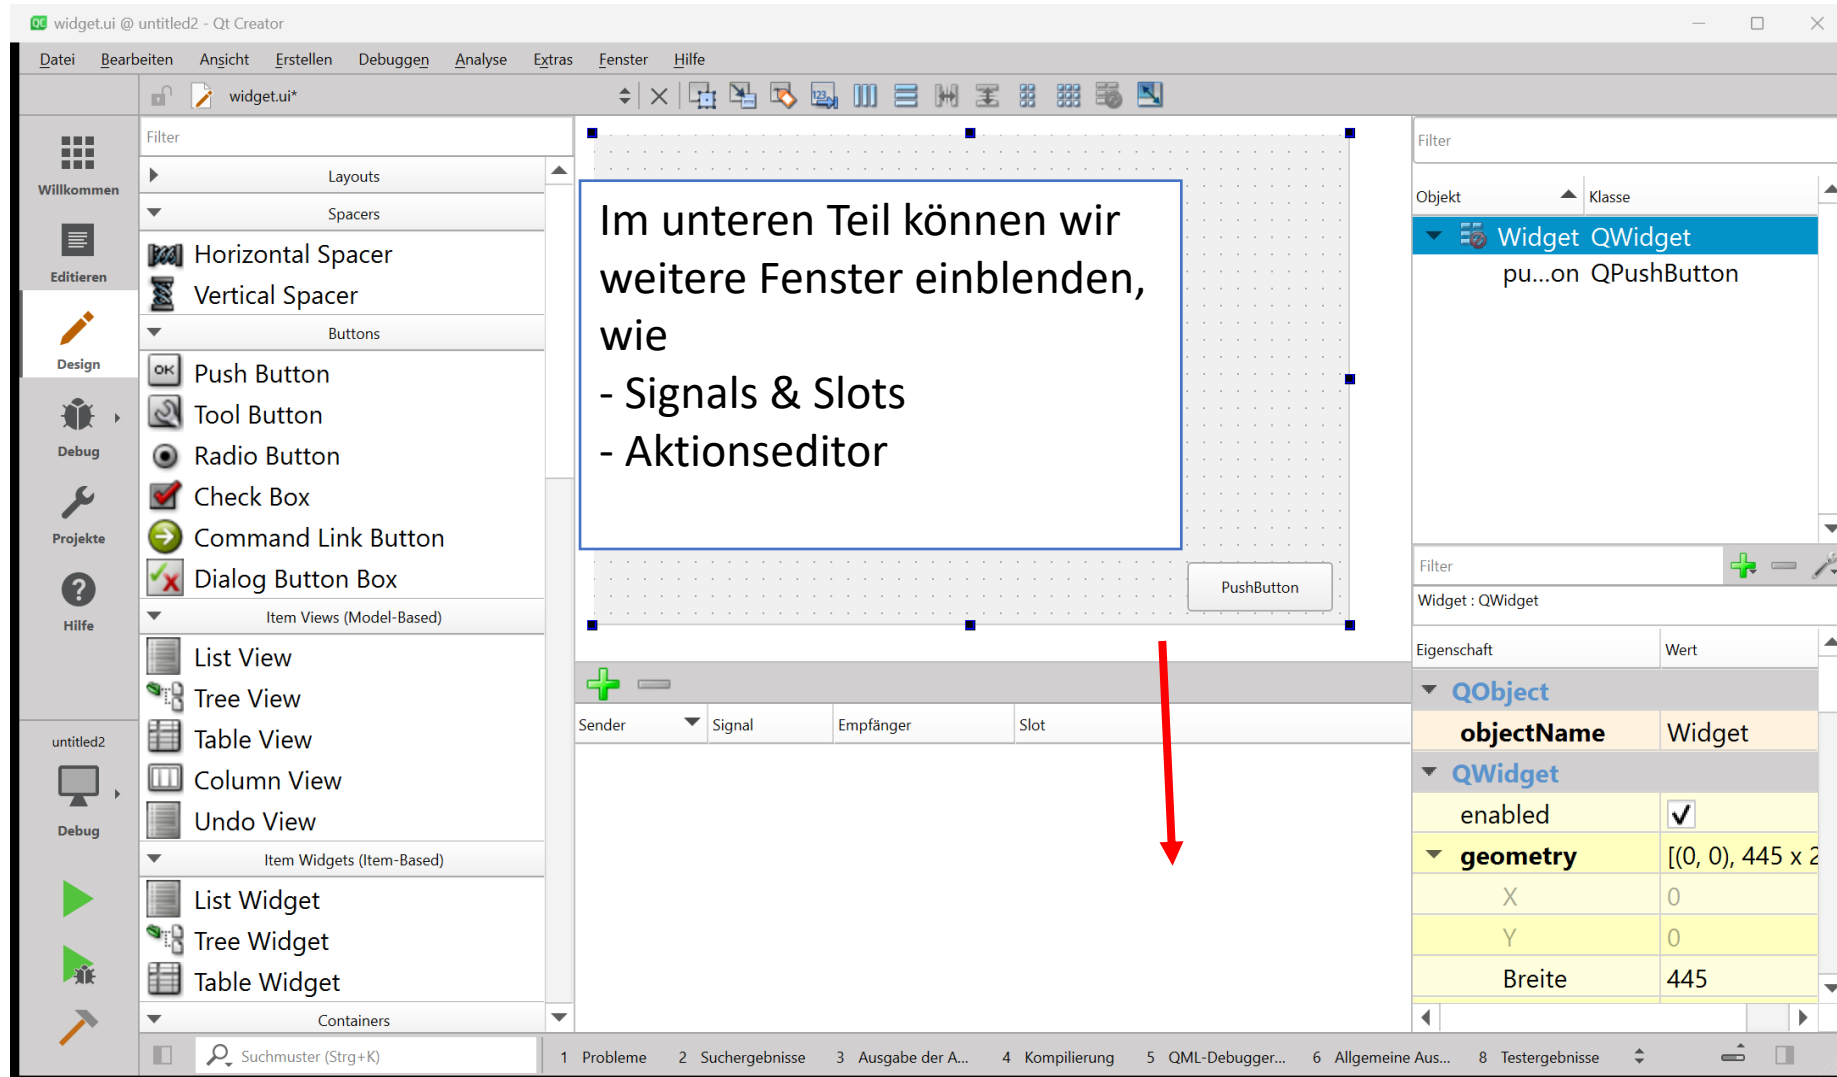 widget.ui @ untitled2 - Qt Creator
Datei Bearbeiten Ansicht Erstellen Debuggen Analyse Extras Fenster Hilfe
widget.ui*
Willkommen
Editieren
Design
Debug
Projekte
Hilfe
untitled2
Debug
Filter
Layouts
Spacers
Horizontal Spacer
Vertical Spacer
Buttons
OK
Push Button
Tool Button
Radio Button
Check Box
Command Link Button
Dialog Button Box
Item Views (Model-Based)
List View
Tree View
Table View
Column View
Undo View
Item Widgets (Item-Based)
List Widget
Tree Widget
Table Widget
Containers
Im unteren Teil können wir
weitere Fenster einblenden,
wie
- Signals & Slots
- Aktionseditor
PushButton
Sender Signal Empfänger Slot
Filter
Objekt Klasse
Widget QWidget
pu...on QPushButton
Filter
Widget : QWidget
Eigenschaft Wert
QObject
objectName Widget
QWidget
enabled
geometry [(0, 0), 445 x 2
X 0
Y 0
Breite 445
Suchmuster (Strg+K)
1 Probleme 2 Suchergebnisse 3 Ausgabe der A... 4 Kompilierung 5 QML-Debugger... 6 Allgemeine Aus... 8 Testergebnisse